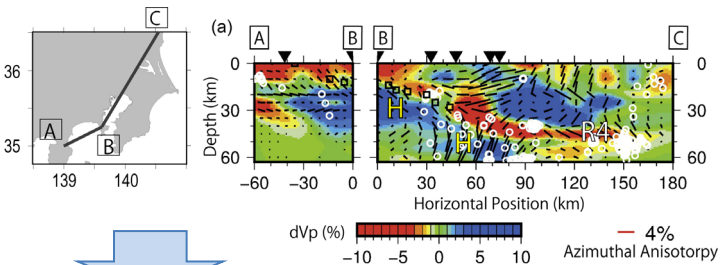 C
36
35
A
B
139
140
(a)
A
B
B
C
Depth (km)
0
30
60
0
30
60
H
H
R4
−60
−30
0
0
30
60
90
120
150
180
Horizontal Position (km)
dVp (%)
−10
−5
0
5
10
4%
Azimuthal Anisotorpy